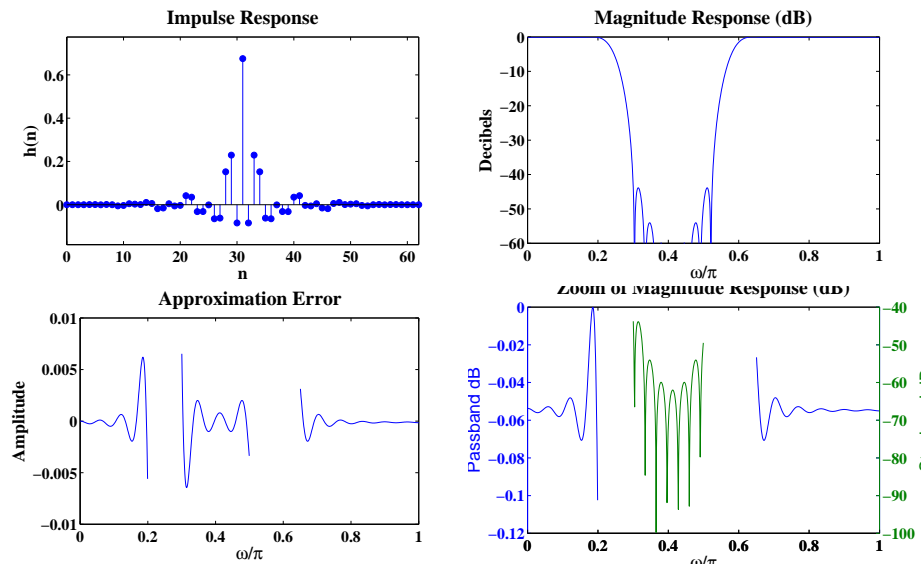 Impulse Response
0.6
0.4
0.2
0
h(n)
0 10 20 30 40 50 60
n
Magnitude Response (dB)
0
−10
−20
−30
−40
−50
−60
Decibels
0 0.2 0.4 0.6 0.8 1
ω/π
Approximation Error
0.01
0.005
0
−0.005
−0.01
Amplitude
0 0.2 0.4 0.6 0.8 1
ω/π
Zoom of Magnitude Response (dB)
0
−0.02
−0.04
−0.06
−0.08
−0.1
−0.12
Passband dB
−40
−50
−60
−70
−80
−90
−100
0 0.2 0.4 0.6 0.8 1
ω/π